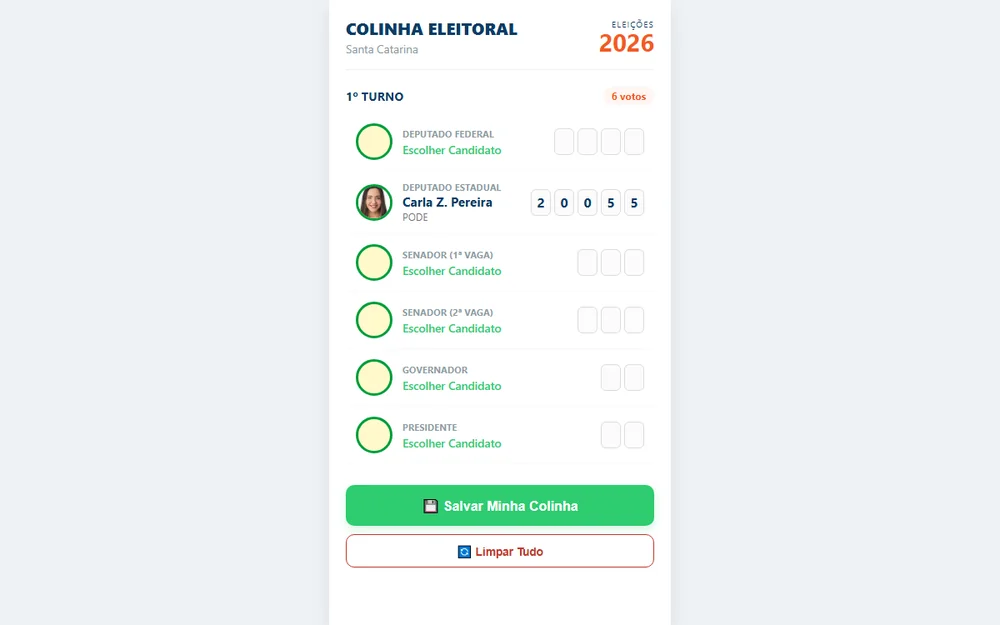 COLINHA ELEITORAL
Santa Catarina
ELEIÇÕES
2026
1º TURNO
6 votos
DEPUTADO FEDERAL
Escolher Candidato
DEPUTADO ESTADUAL
Carla Z. Pereira
PODE
2 0 0 5 5
SENADOR (1ª VAGA)
Escolher Candidato
SENADOR (2ª VAGA)
Escolher Candidato
GOVERNADOR
Escolher Candidato
PRESIDENTE
Escolher Candidato
Salvar Minha Colinha
Limpar Tudo